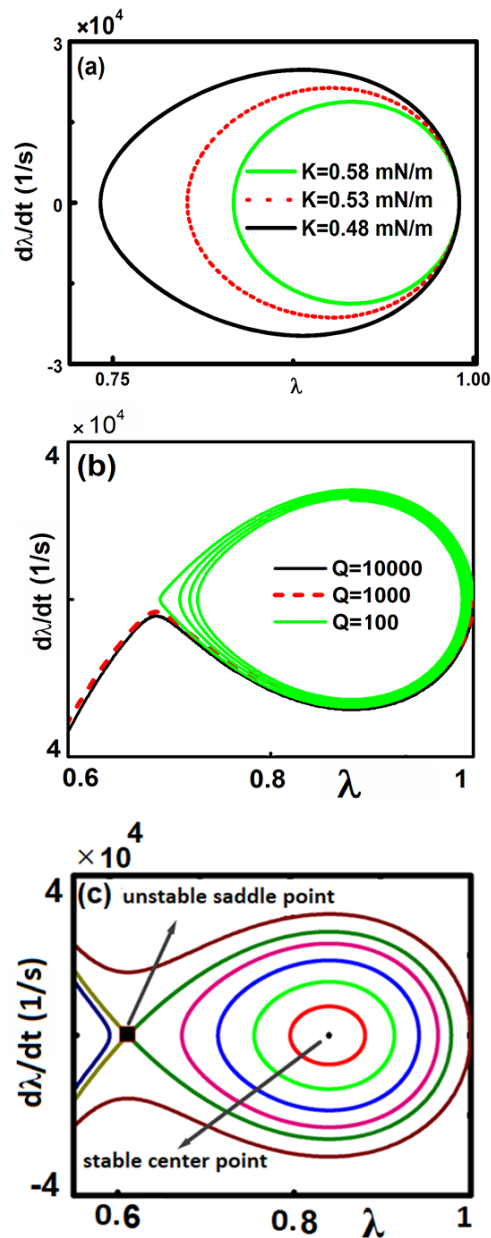 ×10⁴
3
(a)
dλ/dt (1/s)
0
K=0.58 mN/m
K=0.53 mN/m
K=0.48 mN/m
-3
0.75
λ
1.00
× 10⁴
4
(b)
dλ/dt (1/s)
Q=10000
Q=1000
Q=100
4
0.6
0.8
λ
1
× 10⁴
4
(c)
unstable saddle point
dλ/dt (1/s)
0
stable center point
-4
0.6
0.8
λ
1